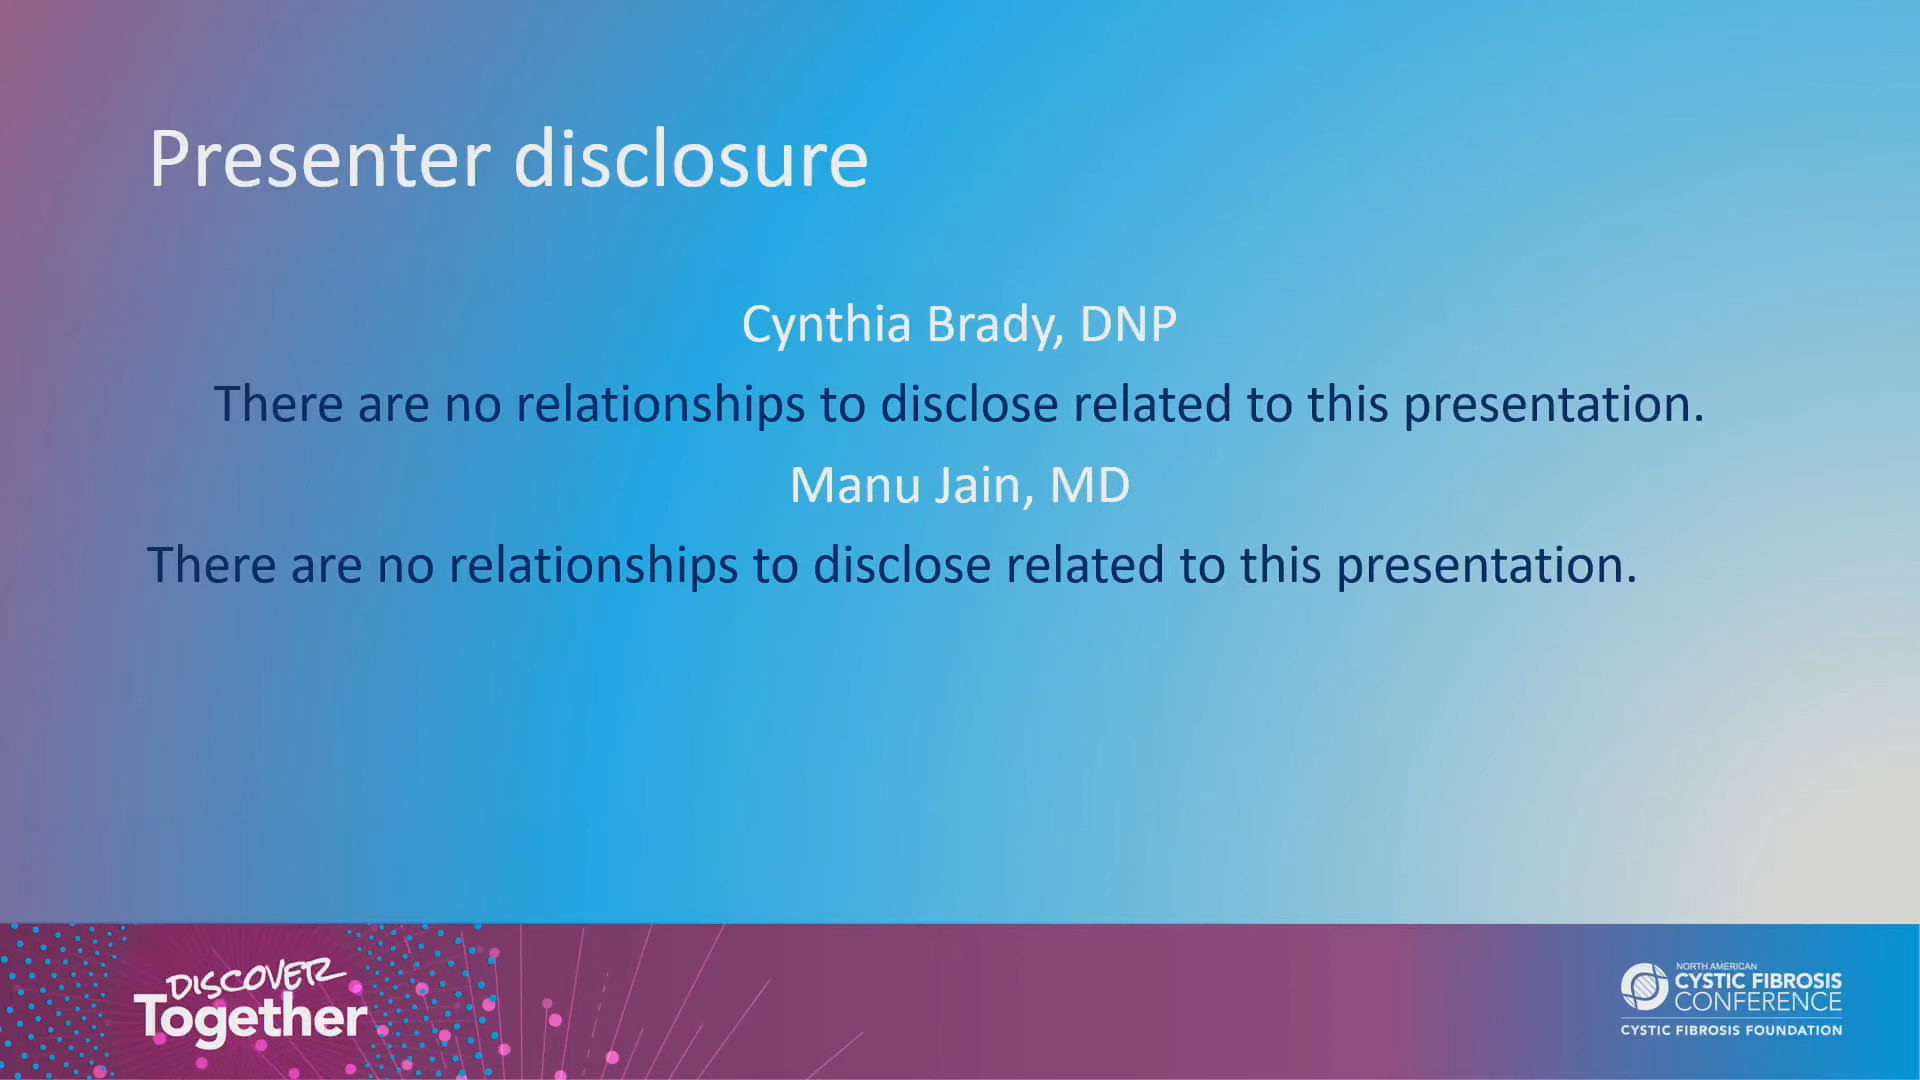 Presenter disclosure
Cynthia Brady, DNP
There are no relationships to disclose related to this presentation.
Manu Jain, MD
There are no relationships to disclose related to this presentation.
DISCOVER
Together
NORTH AMERICAN
CYSTIC FIBROSIS
CONFERENCE
CYSTIC FIBROSIS FOUNDATION